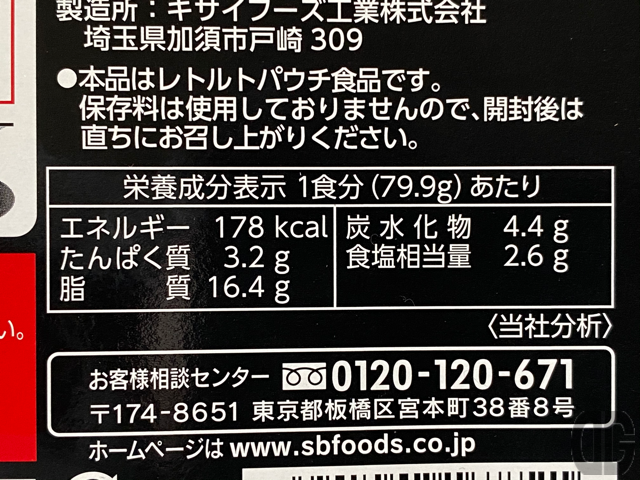 製造所：キサイフーズ工業株式会社
埼玉県加須市戸崎309
●本品はレトルトパウチ食品です。
保存料は使用しておりませんので、開封後は
直ちにお召し上がりください。
栄養成分表示 1食分(79.9g)あたり
エネルギー 178 kcal 炭水化物 4.4 g
たんぱく質 3.2 g 食塩相当量 2.6 g
脂質 16.4 g
〈当社分析〉
い。
お客様相談センター 0120-120-671
〒174-8651 東京都板橋区宮本町38番8号
ホームページは www.sbfoods.co.jp